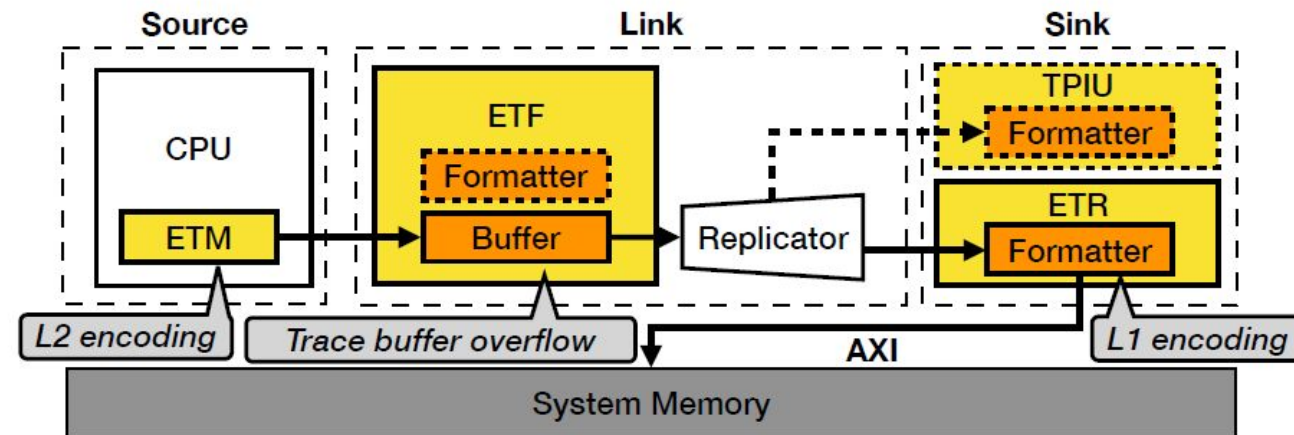 Source
Link
Sink
CPU
ETM
ETF
Formatter
Buffer
Replicator
TPIU
Formatter
ETR
Formatter
L2 encoding
Trace buffer overflow
AXI
L1 encoding
System Memory